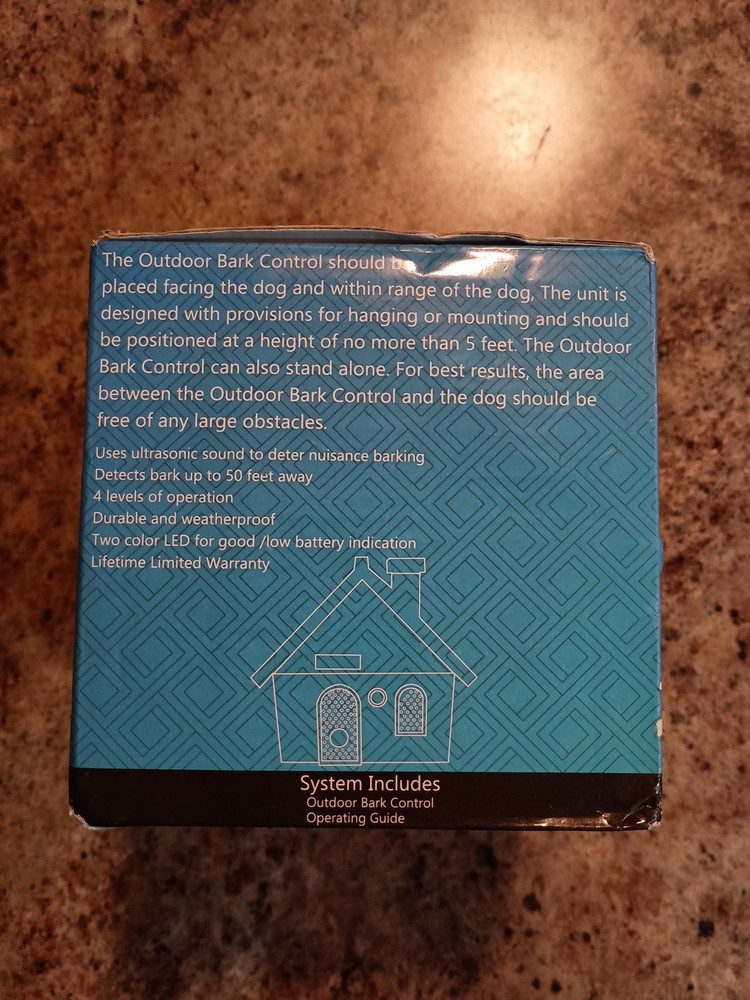 The Outdoor Bark Control should be
placed facing the dog and within range of the dog, The unit is
designed with provisions for hanging or mounting and should
be positioned at a height of no more than 5 feet. The Outdoor
Bark Control can also stand alone. For best results, the area
between the Outdoor Bark Control and the dog should be
free of any large obstacles.
Uses ultrasonic sound to deter nuisance barking
Detects bark up to 50 feet away
4 levels of operation
Durable and weatherproof
Two color LED for good /low battery indication
Lifetime Limited Warranty
System Includes
Outdoor Bark Control
Operating Guide